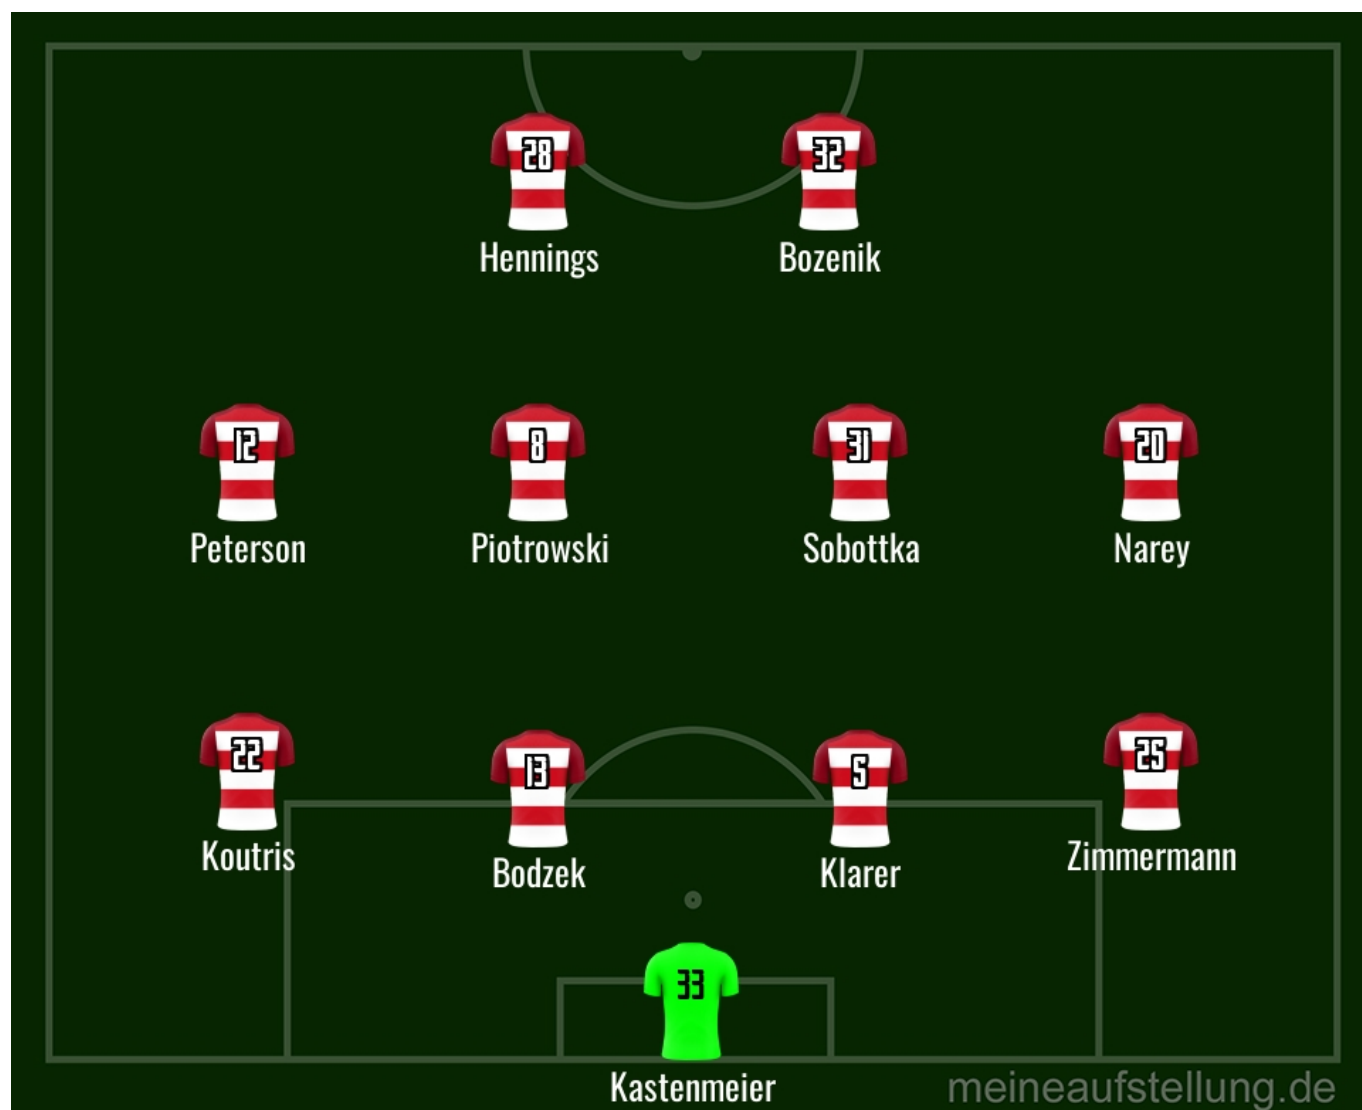 28 32
Hennings Bozenik
12 8 31 20
Peterson Piotrowski Sobottka Narey
22 13 5 25
Koutris Bodzek Klarer Zimmermann
33
Kastenmeier
meineaufstellung.de